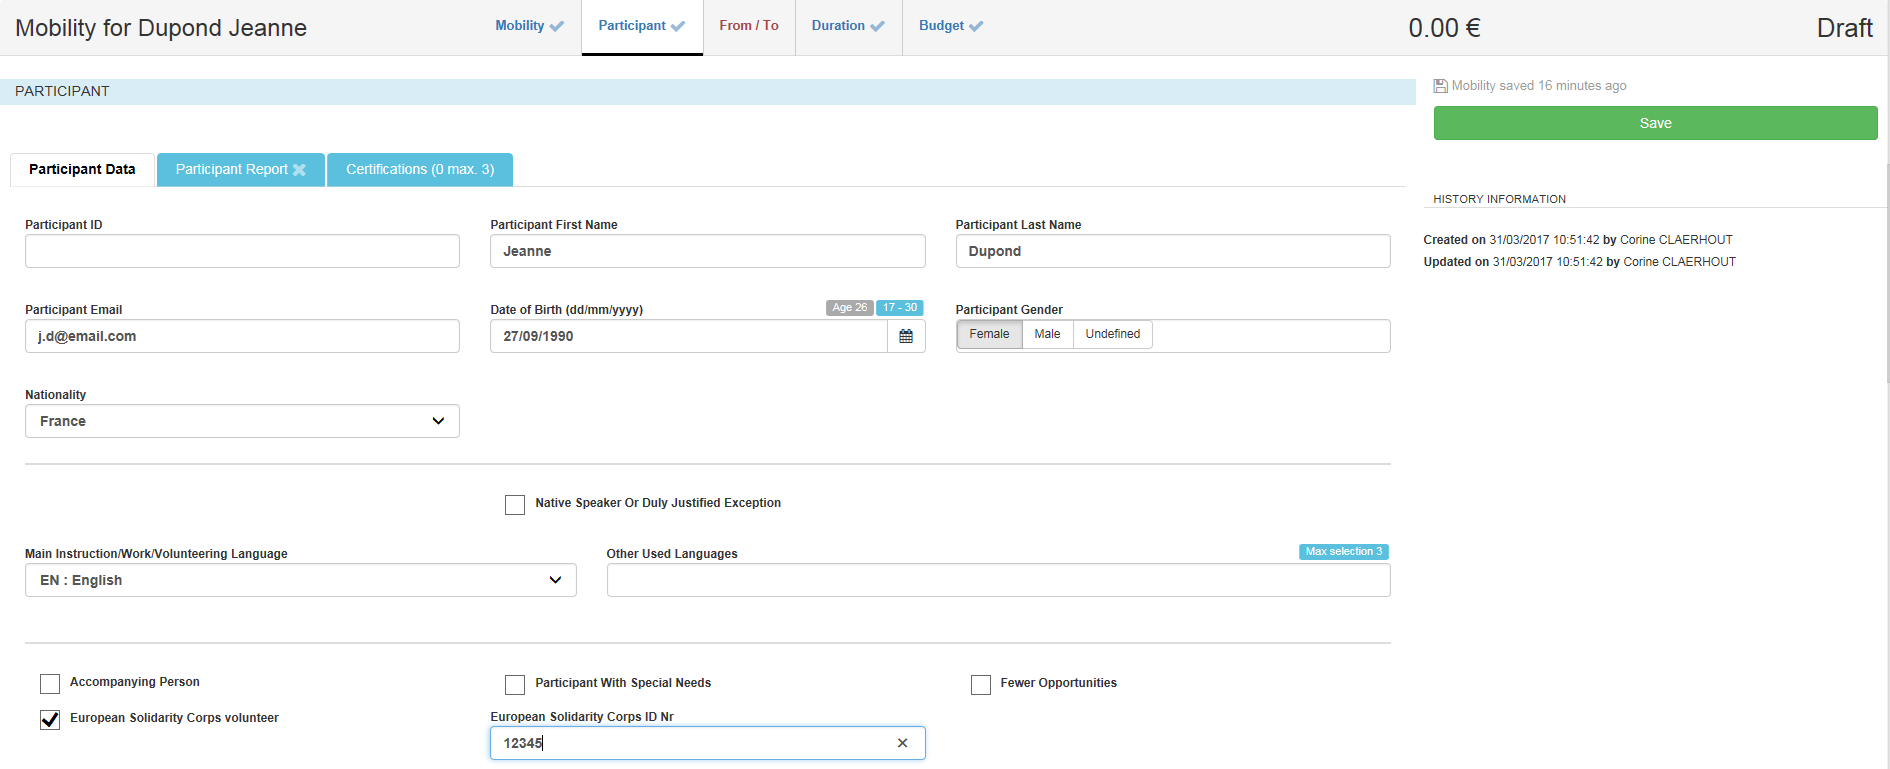 Mobility for Dupond Jeanne Mobility Participant From / To Duration Budget 0.00 € Draft
PARTICIPANT
Mobility saved 16 minutes ago
Save
Participant Data Participant Report Certifications (0 max. 3)
HISTORY INFORMATION
Created on 31/03/2017 10:51:42 by Corine CLAERHOUT
Updated on 31/03/2017 10:51:42 by Corine CLAERHOUT
Participant ID Participant First Name Participant Last Name
Jeanne Dupond
Participant Email Date of Birth (dd/mm/yyyy) Age 26 17 - 30 Participant Gender
j.d@email.com 27/09/1990 Female Male Undefined
Nationality
France
Native Speaker Or Duly Justified Exception
Main Instruction/Work/Volunteering Language Other Used Languages Max selection 3
EN : English
Accompanying Person Participant With Special Needs Fewer Opportunities
European Solidarity Corps volunteer European Solidarity Corps ID Nr
12345